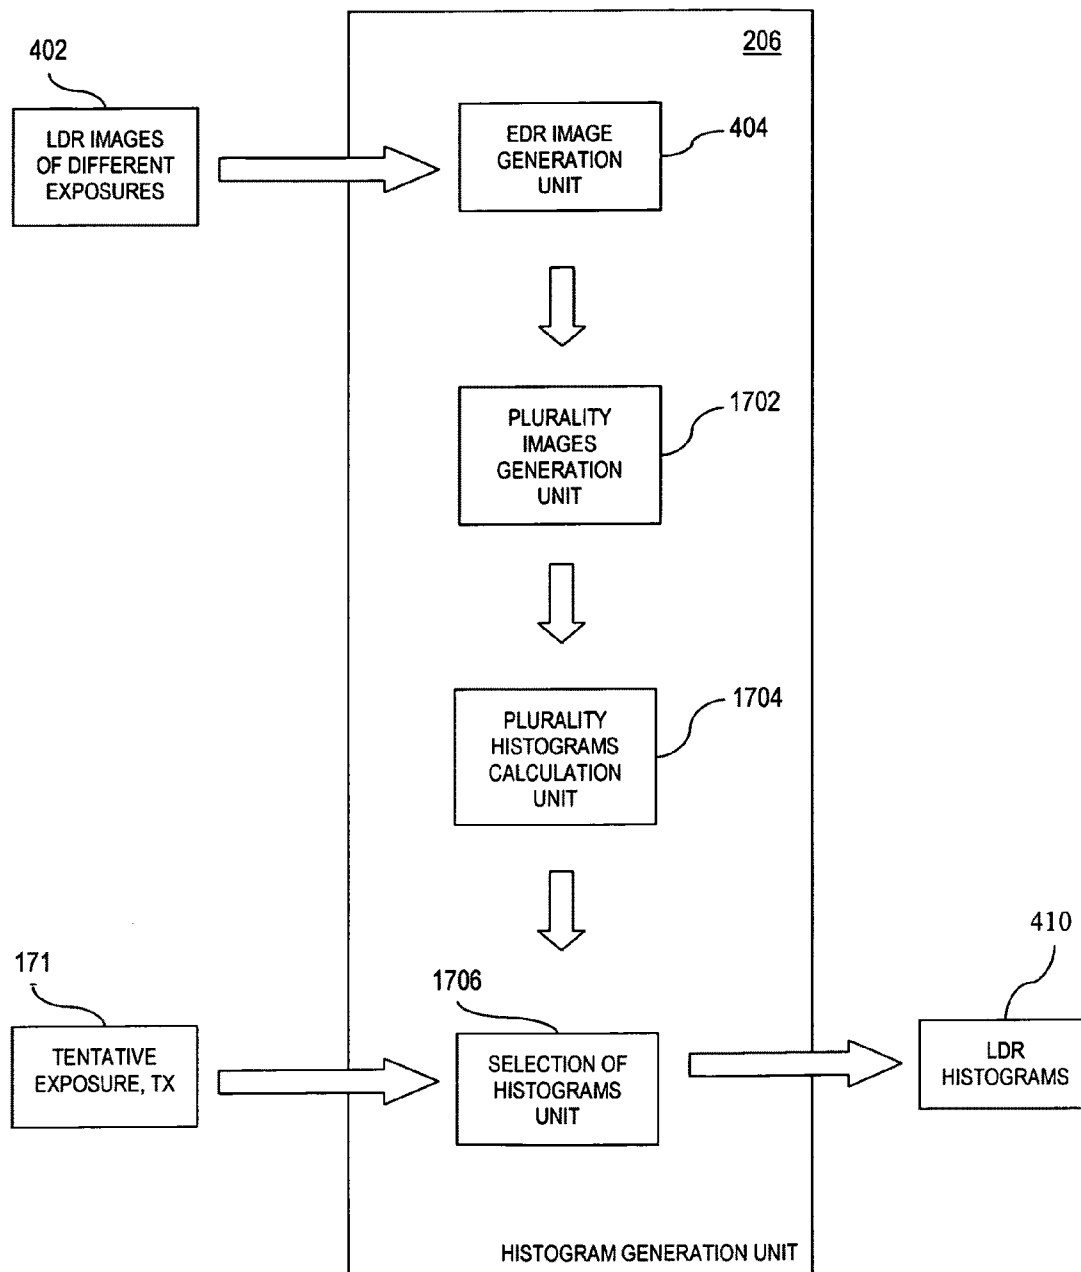 206
402
LDR IMAGES
OF DIFFERENT
EXPOSURES
EDR IMAGE
GENERATION
UNIT
404
PLURALITY
IMAGES
GENERATION
UNIT
1702
PLURALITY
HISTOGRAMS
CALCULATION
UNIT
1704
171
TENTATIVE
EXPOSURE, TX
1706
SELECTION OF
HISTOGRAMS
UNIT
410
LDR
HISTOGRAMS
HISTOGRAM GENERATION UNIT